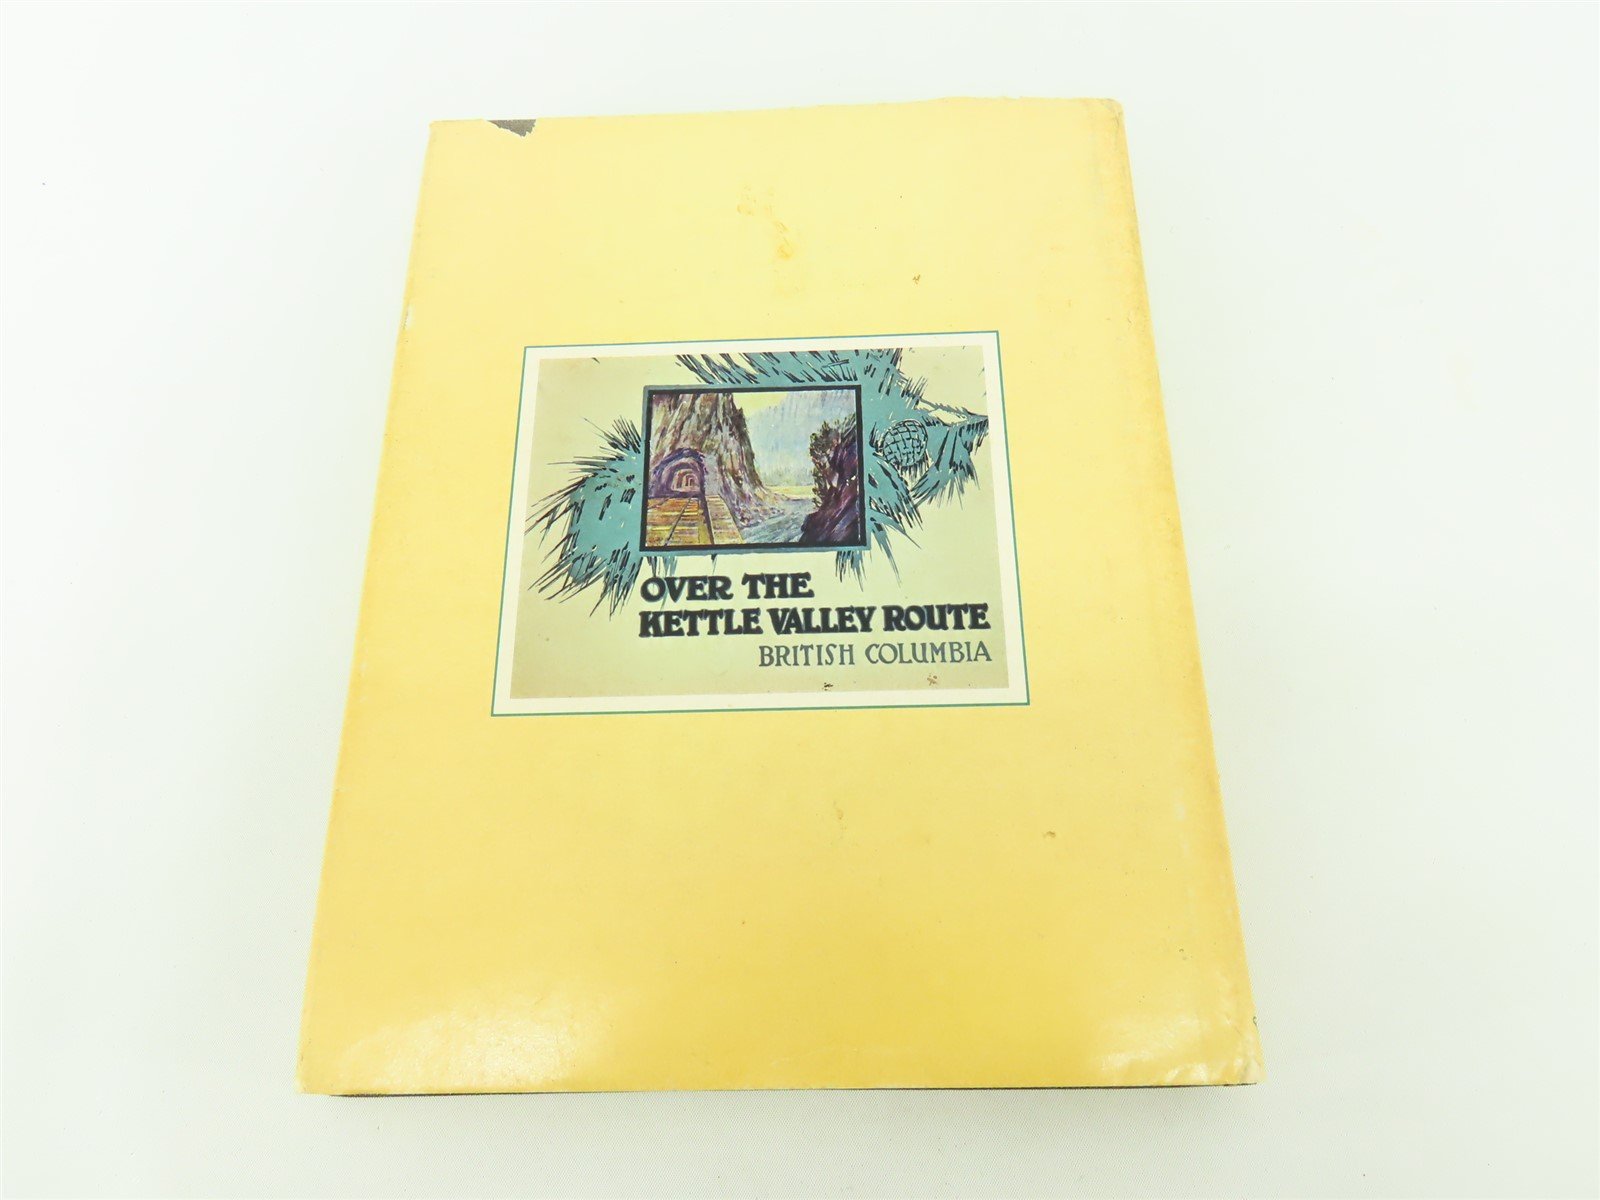 OVER THE
KETTLE VALLEY ROUTE
BRITISH COLUMBIA